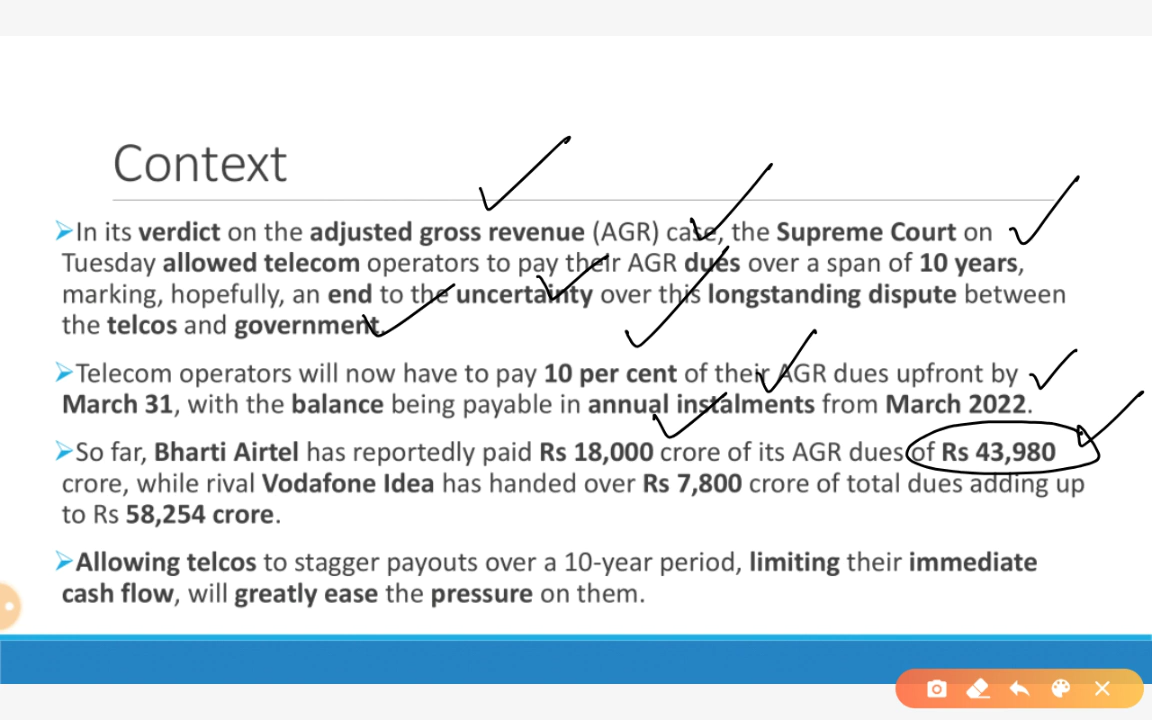 Context
➢In its verdict on the adjusted gross revenue (AGR) case, the Supreme Court on
Tuesday allowed telecom operators to pay their AGR dues over a span of 10 years,
marking, hopefully, an end to the uncertainty over this longstanding dispute between
the telcos and government.
➢Telecom operators will now have to pay 10 per cent of their AGR dues upfront by
March 31, with the balance being payable in annual instalments from March 2022.
➢So far, Bharti Airtel has reportedly paid Rs 18,000 crore of its AGR dues of Rs 43,980
crore, while rival Vodafone Idea has handed over Rs 7,800 crore of total dues adding up
to Rs 58,254 crore.
➢Allowing telcos to stagger payouts over a 10-year period, limiting their immediate
cash flow, will greatly ease the pressure on them.